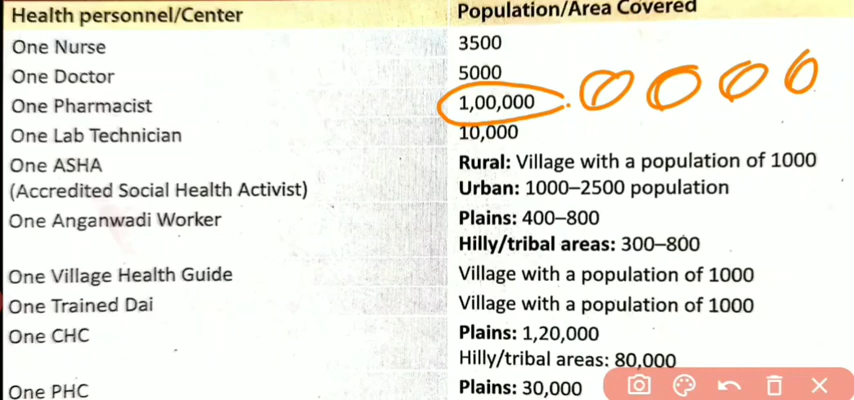 Health personnel/Center Population/Area Covered
One Nurse 3500
One Doctor 5000
One Pharmacist 1,00,000
One Lab Technician 10,000
One ASHA Rural: Village with a population of 1000
(Accredited Social Health Activist) Urban: 1000–2500 population
One Anganwadi Worker Plains: 400–800
Hilly/tribal areas: 300–800
One Village Health Guide Village with a population of 1000
One Trained Dai Village with a population of 1000
One CHC Plains: 1,20,000
Hilly/tribal areas: 80,000
One PHC Plains: 30,000